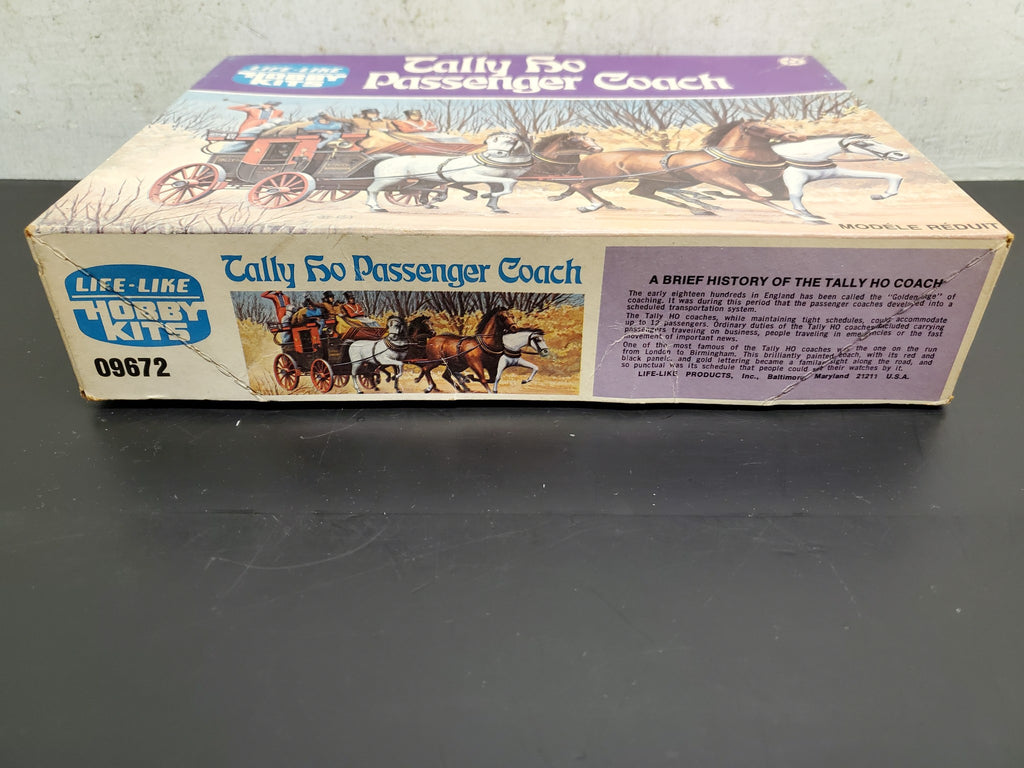 LIFE-LIKE
HOBBY
KITS
Tally Ho
Passenger Coach
MODÈLE RÉDUIT
LIFE-LIKE
HOBBY
KITS
09672
Tally Ho Passenger Coach
A BRIEF HISTORY OF THE TALLY HO COACH
The early eighteen hundreds in England has been called the "Golden age" of
coaching. It was during this period that the passenger coaches developed into a
scheduled transportation system.
The Tally HO coaches, while maintaining tight schedules, could accommodate
up to 12 passengers. Ordinary duties of the Tally HO coaches included carrying
passengers traveling on business, people traveling in emergencies or the fast
movement of important news.
One of the most famous of the Tally HO coaches was the one on the run
from London to Birmingham. This brilliantly painted coach, with its red and
black panels, and gold lettering became a familiar sight along the road, and
so punctual was its schedule that people could set their watches by it.
LIFE-LIKE PRODUCTS, Inc., Baltimore, Maryland 21211 U.S.A.